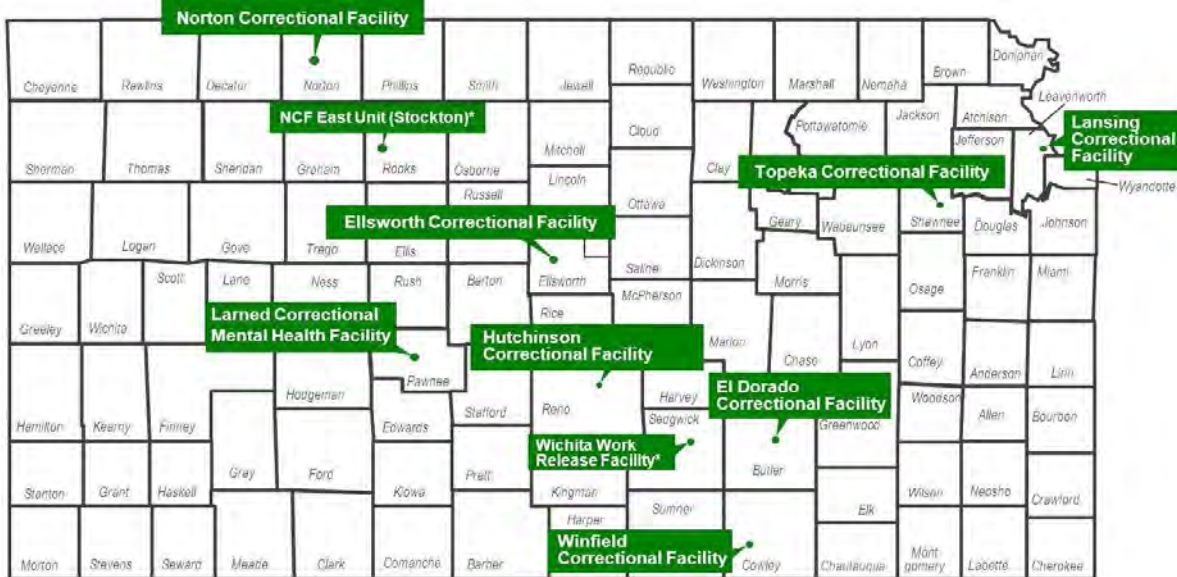 Norton Correctional Facility
Doniphan
Republic
Brown
Cheyenne Rawlins Decatur Norton Phillips Smith Jewell Washington Marshall Nemaha
Leavenworth
NCF East Unit (Stockton)*
Pottawatomie Jackson Atchison
Cloud
Jefferson
Lansing
Correctional
Facility
Mitchell
Sherman Thomas Sheridan Graham Rooks Osborne Clay
Topeka Correctional Facility
Lincoln
Wyandotte
Russell
Ottawa
Ellsworth Correctional Facility
Geary Wabaunsee Shawnee Douglas Johnson
Wallace Logan Gove Trego Ellis
Saline Dickinson
Scott Lane Ness Rush Barton Ellsworth Morris Franklin Miami
Osage
McPherson
Rice
Larned Correctional
Mental Health Facility
Greeley Wichita
Hutchinson
Correctional Facility
Marion Chase Lyon
Coffey Anderson Linn
Pawnee
El Dorado
Correctional Facility
Hodgeman
Harvey
Woodson
Stafford Reno
Sedgwick
Allen Bourbon
Hamilton Kearny Finney Edwards Greenwood
Wichita Work
Release Facility*
Gray Ford Pratt Butler
Stanton Grant Haskell Kiowa Kingman Wilson Neosho Crawford
Sumner Elk
Harper
Winfield
Correctional Facility
Morton Stevens Seward Meade Clark Comanche Barber Cowley Chautauqua
Mont
gomery
Labette Cherokee